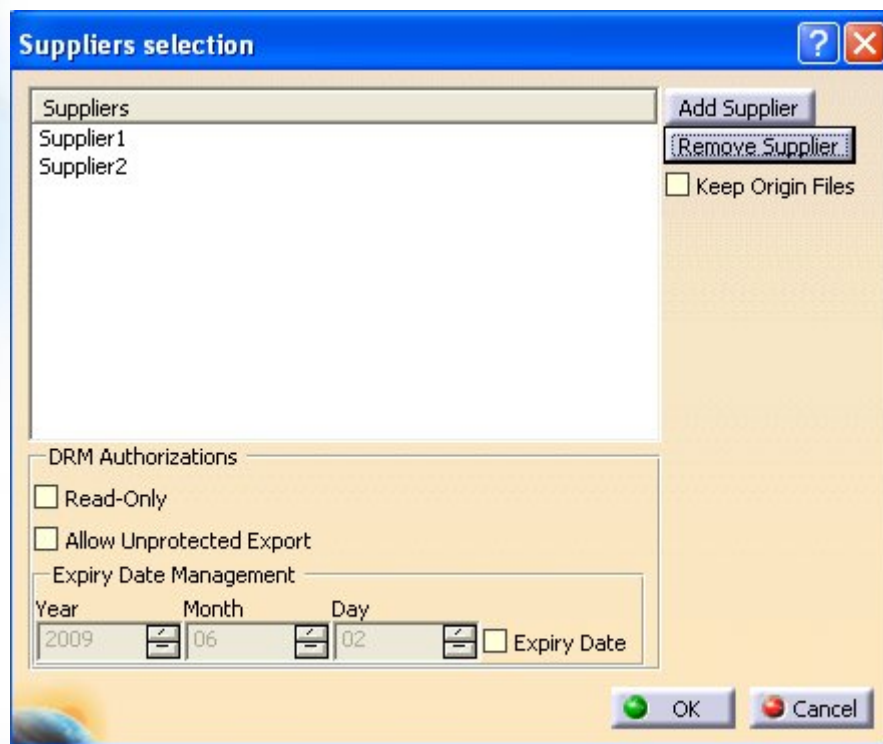 Suppliers selection
Suppliers
Add Supplier
Supplier1
Remove Supplier
Supplier2
Keep Origin Files
DRM Authorizations
Read-Only
Allow Unprotected Export
Expiry Date Management
Year Month Day
2009 06 02 Expiry Date
OK Cancel